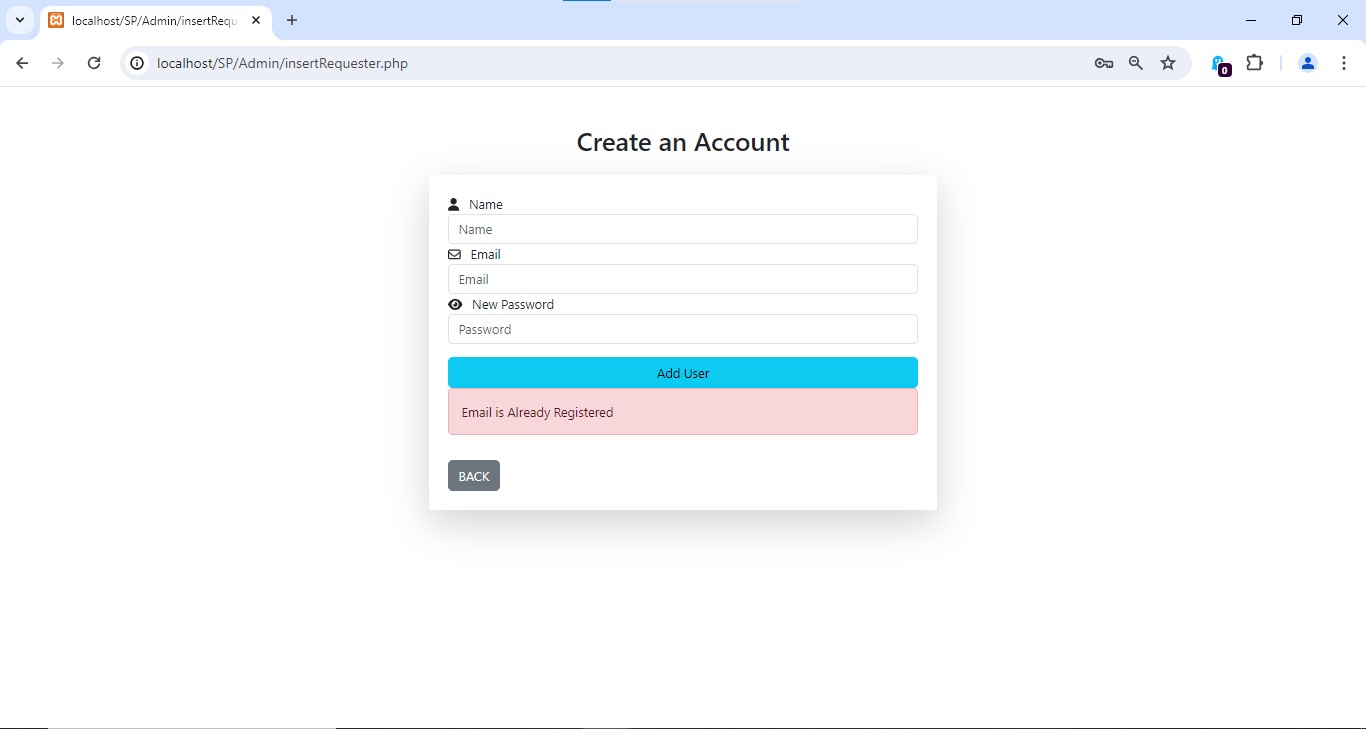 localhost/SP/Admin/insertRequ
localhost/SP/Admin/insertRequester.php
0
Create an Account
Name
Name
Email
Email
New Password
Password
Add User
Email is Already Registered
BACK